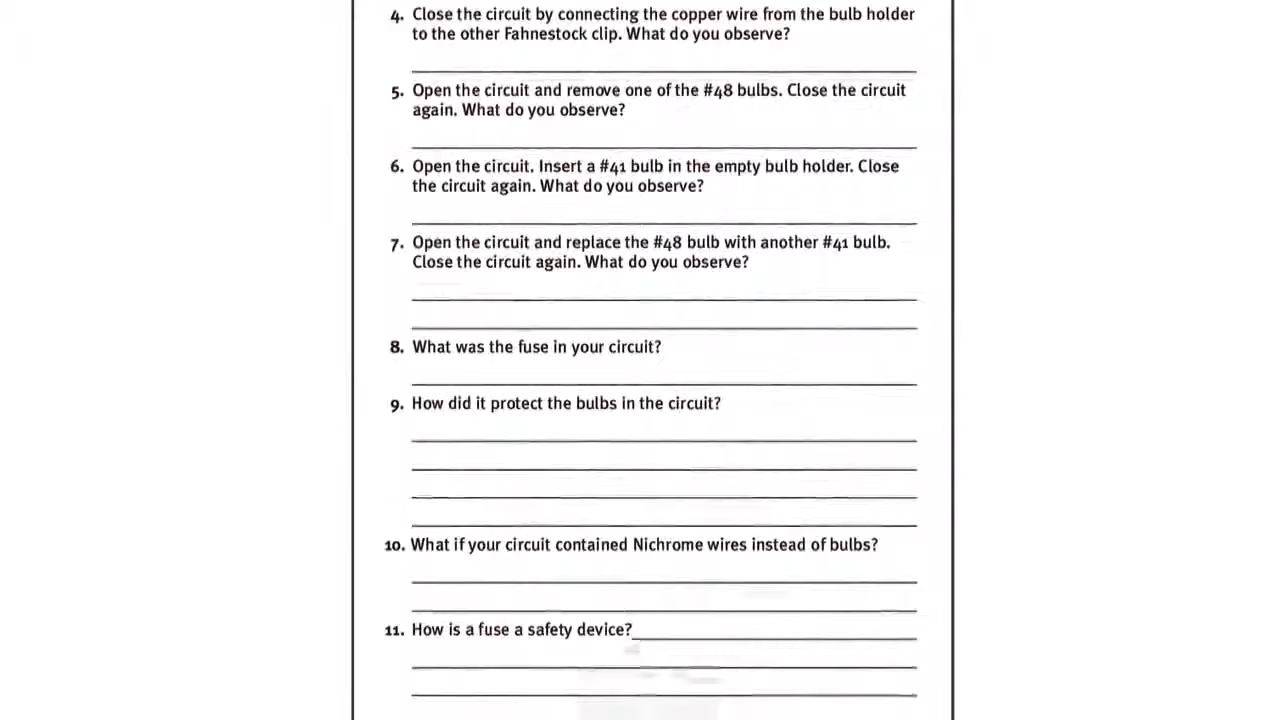 4. Close the circuit by connecting the copper wire from the bulb holder
to the other Fahnestock clip. What do you observe?
5. Open the circuit and remove one of the #48 bulbs. Close the circuit
again. What do you observe?
6. Open the circuit. Insert a #41 bulb in the empty bulb holder. Close
the circuit again. What do you observe?
7. Open the circuit and replace the #48 bulb with another #41 bulb.
Close the circuit again. What do you observe?
8. What was the fuse in your circuit?
9. How did it protect the bulbs in the circuit?
10. What if your circuit contained Nichrome wires instead of bulbs?
11. How is a fuse a safety device?